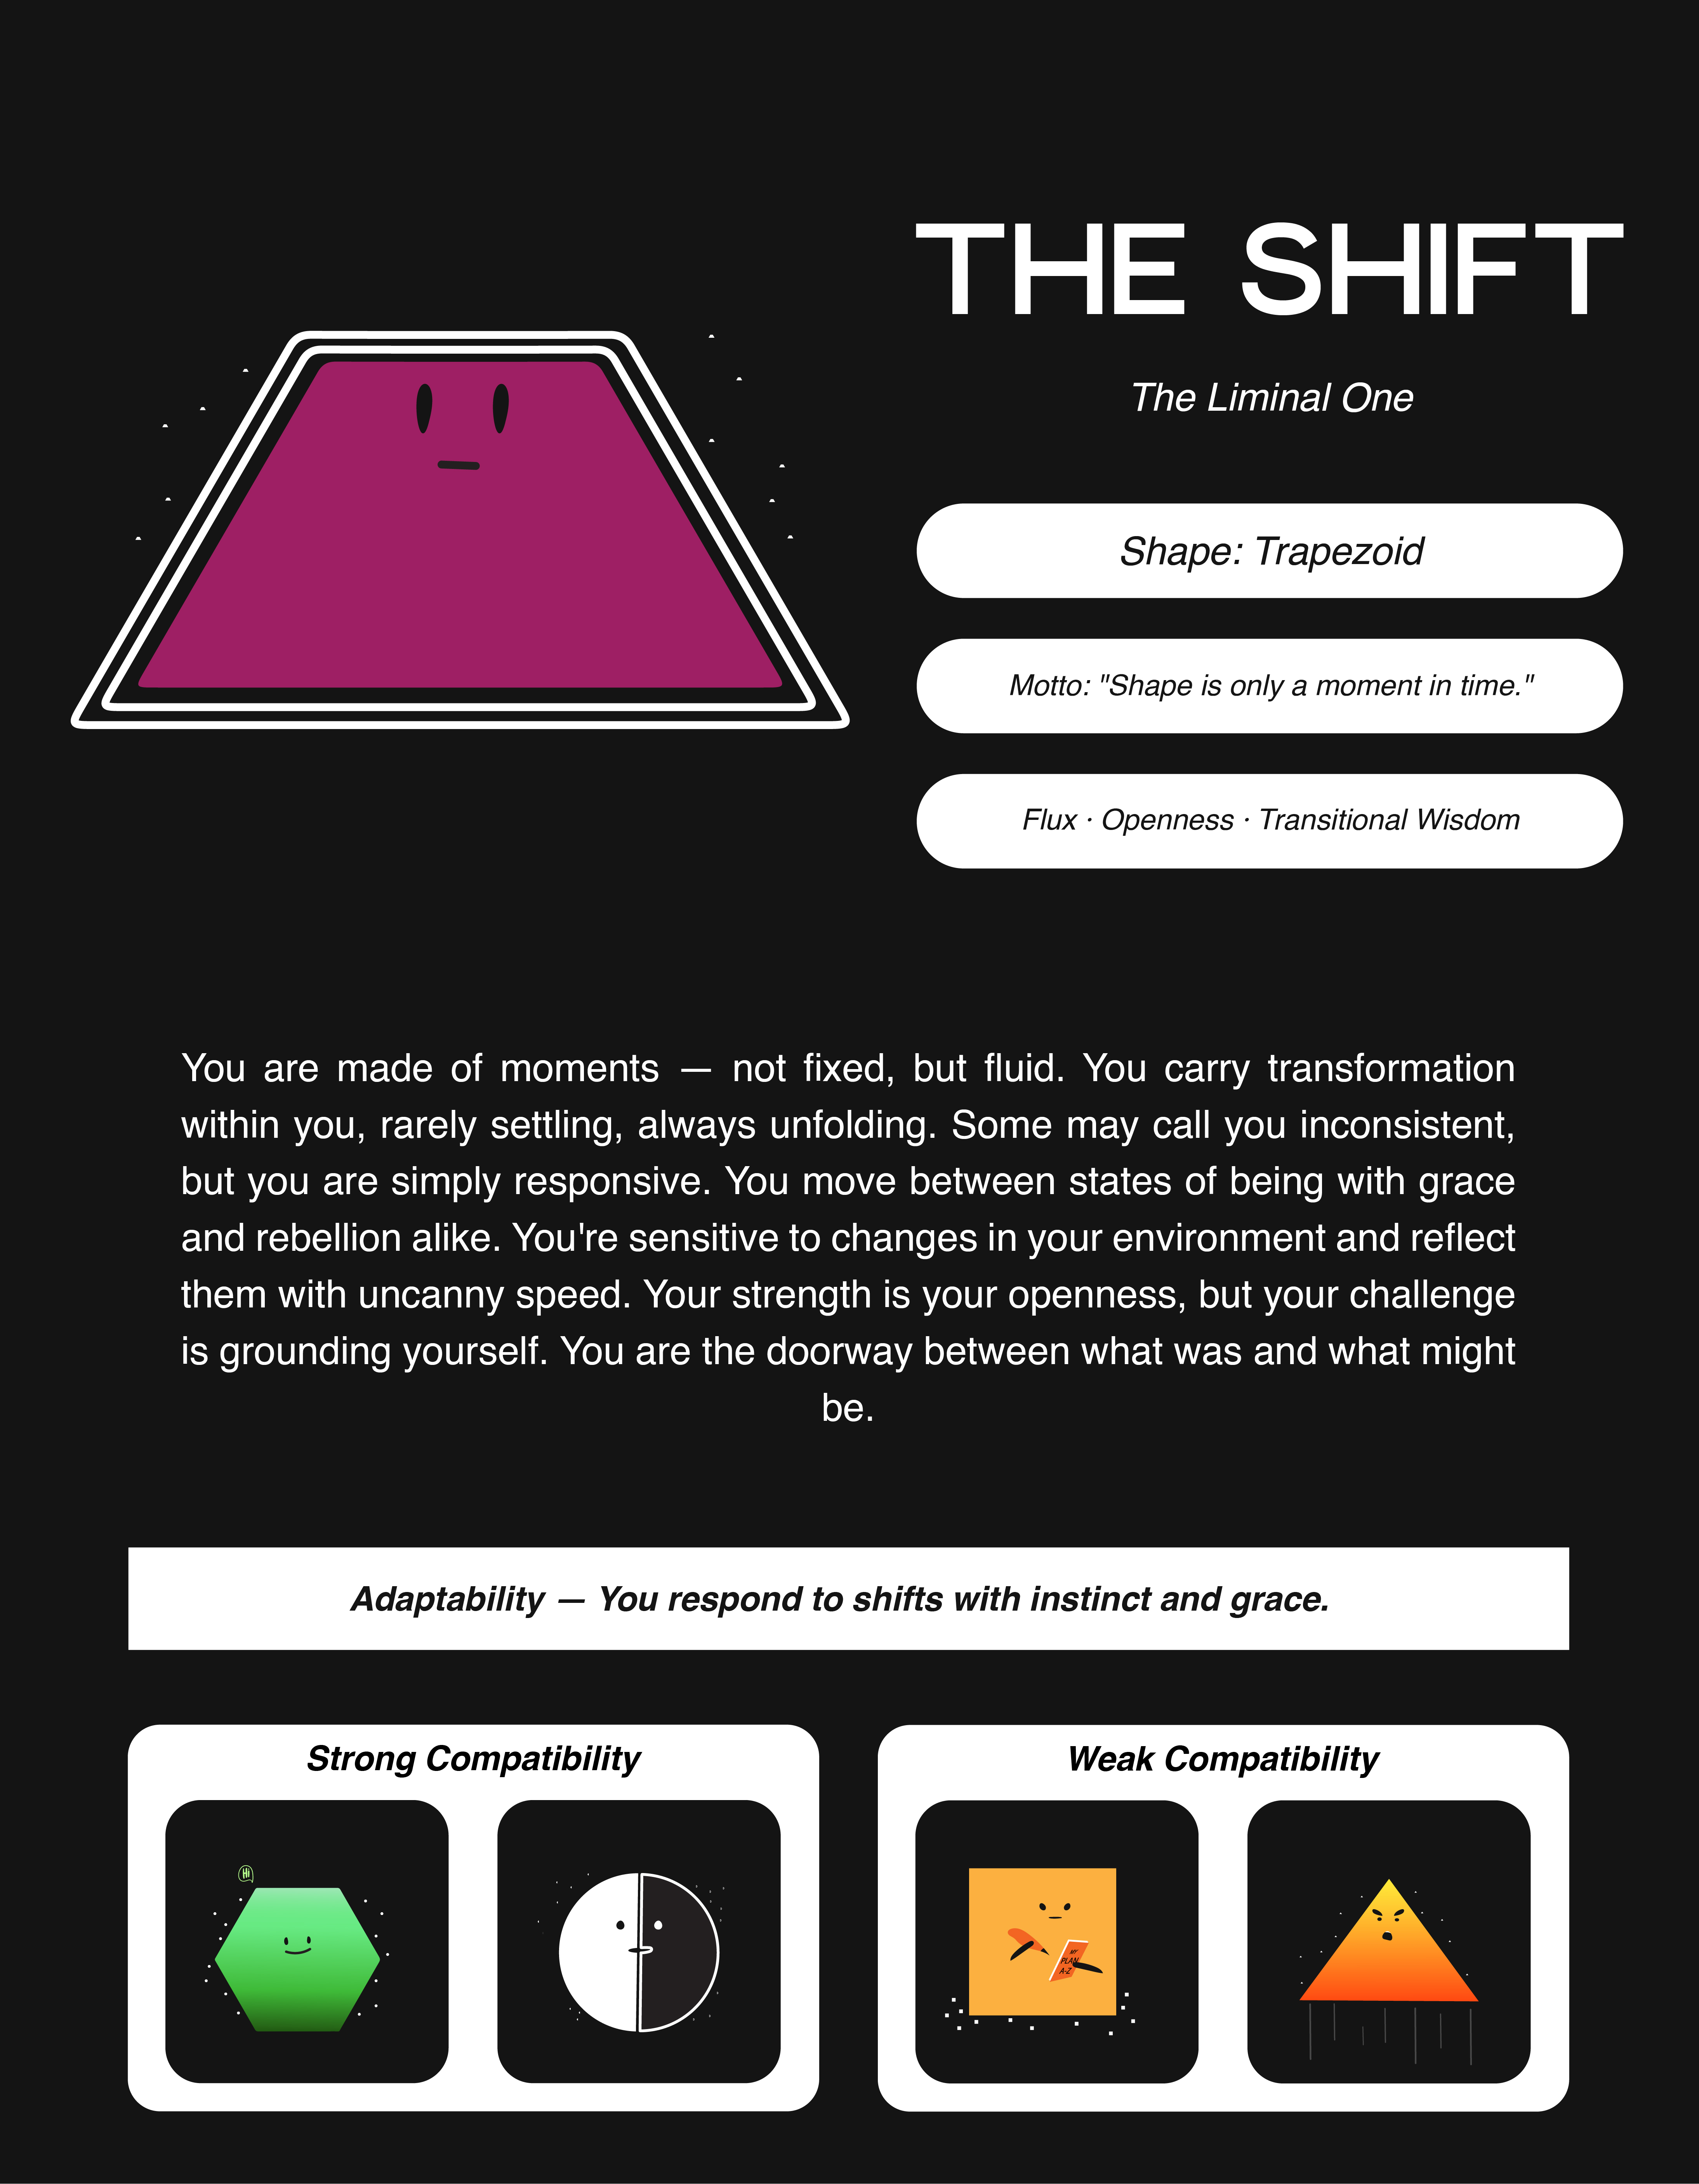 THE SHIFT
The Liminal One
Shape: Trapezoid
Motto: "Shape is only a moment in time."
Flux · Openness · Transitional Wisdom
You are made of moments — not fixed, but fluid. You carry transformation
within you, rarely settling, always unfolding. Some may call you inconsistent,
but you are simply responsive. You move between states of being with grace
and rebellion alike. You're sensitive to changes in your environment and reflect
them with uncanny speed. Your strength is your openness, but your challenge
is grounding yourself. You are the doorway between what was and what might
be.
Adaptability — You respond to shifts with instinct and grace.
Strong Compatibility
Hi
Weak Compatibility
MY
PLAN
A-Z